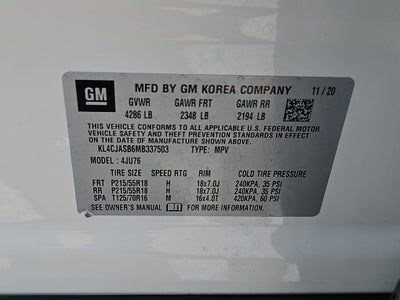 GM
MFD BY GM KOREA COMPANY 11 / 20
GVWR GAWR FRT GAWR RR
4286 LB 2348 LB 2194 LB
THIS VEHICLE CONFORMS TO ALL APPLICABLE U.S. FEDERAL MOTOR
VEHICLE SAFETY AND THEFT PREVENTION STANDARDS IN EFFECT
ON THE DATE OF MANUFACTURE SHOWN ABOVE.
KL4CJASB6MB337503 TYPE: MPV
MODEL: 4JU76
TIRE SIZE SPEED RTG RIM COLD TIRE PRESSURE
FRT P215/55R18 H 18x7.0J 240KPA, 35 PSI
RR P215/55R18 H 18x7.0J 240KPA, 35 PSI
SPA T125/70R16 M 16x4.0T 420KPA, 60 PSI
SEE OWNER'S MANUAL FOR MORE INFORMATION.